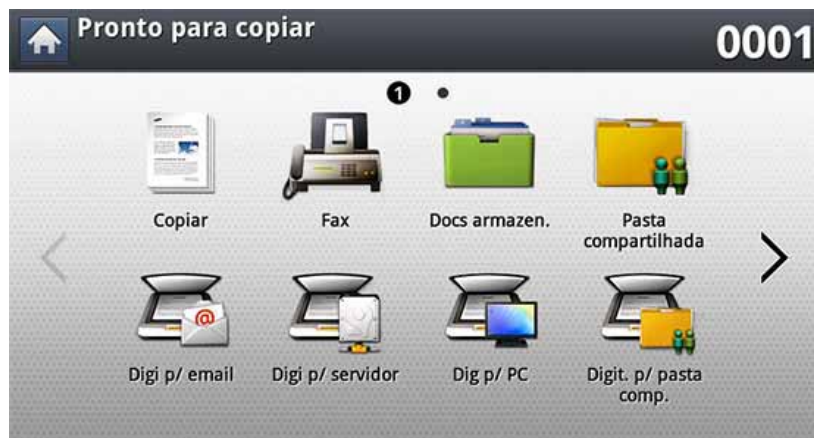 Pronto para copiar
0001
1
Copiar
Fax
Docs armazen.
Pasta
compartilhada
Digi p/ email
Digi p/ servidor
Dig p/ PC
Digit. p/ pasta
comp.